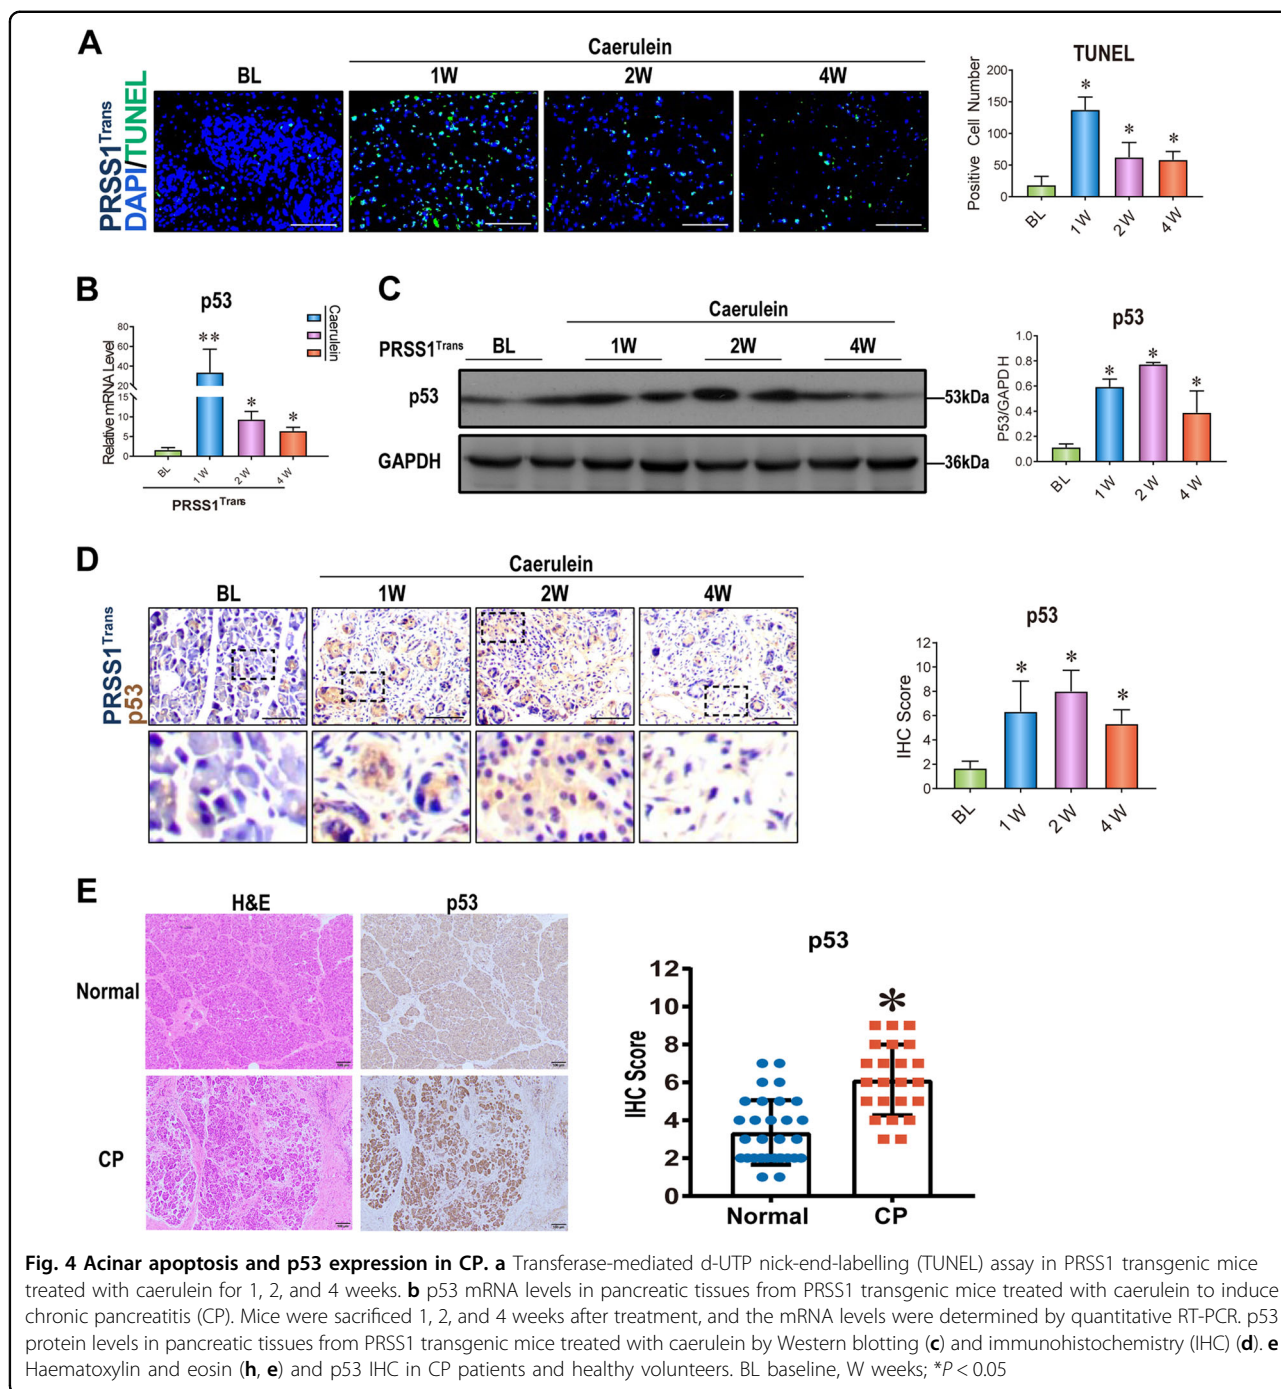 A
Caerulein
BL 1W 2W 4W
PRSS1Trans
DAPI/TUNEL
TUNEL
Positive Cell Number
200
150
100
50
0
* * *
BL 1W 2W 4W
B
p53
Relative mRNA Level
80
60
40
20
15
10
5
0
** * *
BL 1W 2W 4W
PRSS1Trans
Caerulein
C
Caerulein
PRSS1Trans BL 1W 2W 4W
p53 53kDa
GAPDH 36kDa
p53
P53/GAPDH
1.0
0.8
0.6
0.4
0.2
0.0
* * *
BL 1W 2W 4W
D
Caerulein
BL 1W 2W 4W
PRSS1Trans
p53
p53
IHC Score
12
10
8
6
4
2
0
* * *
BL 1W 2W 4W
E
H&E p53
Normal
CP
p53
IHC Score
12
10
8
6
4
2
0
*
Normal CP
Fig. 4 Acinar apoptosis and p53 expression in CP. a Transferase-mediated d-UTP nick-end-labelling (TUNEL) assay in PRSS1 transgenic mice
treated with caerulein for 1, 2, and 4 weeks. b p53 mRNA levels in pancreatic tissues from PRSS1 transgenic mice treated with caerulein to induce
chronic pancreatitis (CP). Mice were sacrificed 1, 2, and 4 weeks after treatment, and the mRNA levels were determined by quantitative RT-PCR. p53
protein levels in pancreatic tissues from PRSS1 transgenic mice treated with caerulein by Western blotting (c) and immunohistochemistry (IHC) (d). e
Haematoxylin and eosin (h, e) and p53 IHC in CP patients and healthy volunteers. BL baseline, W weeks; *P < 0.05